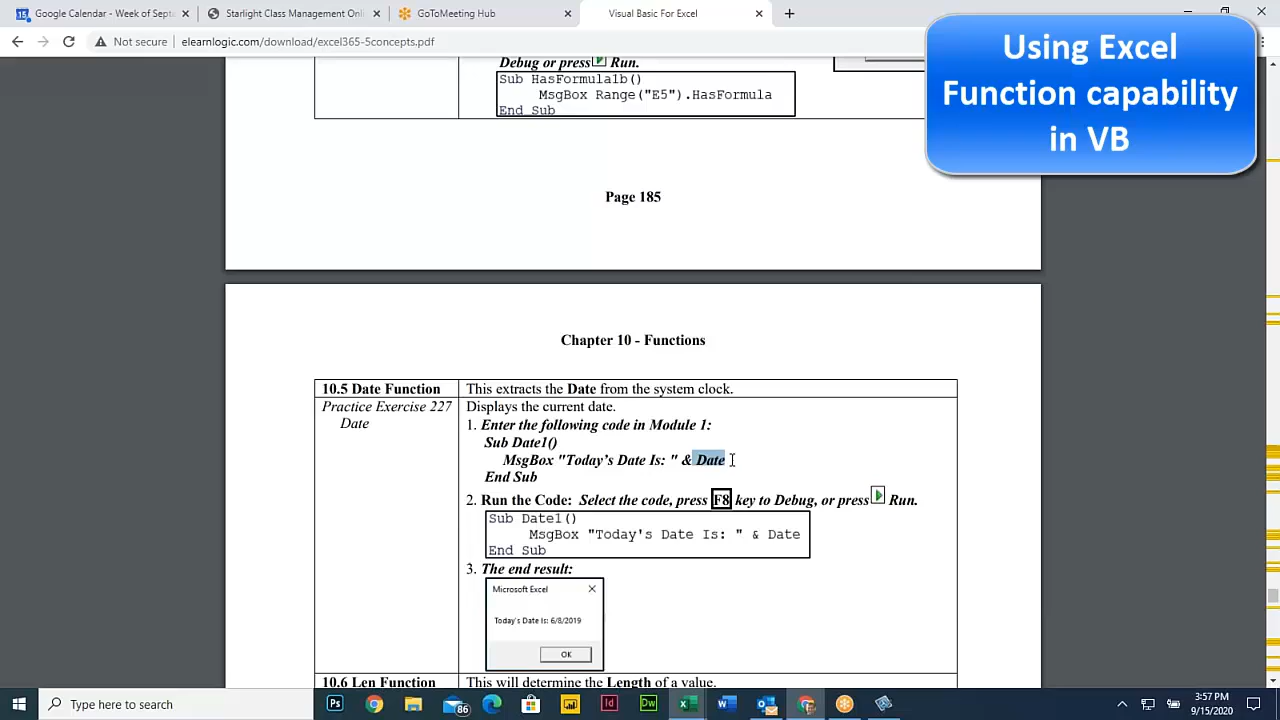 Google Calendar - Week of Septe
Starlight Class Management Onli
GoToMeeting Hub
Visual Basic For Excel
Not secure
elearnlogic.com/download/excel365-5concepts.pdf
Using Excel
Function capability
in VB
Debug or press Run.
Sub HasFormula1b()
MsgBox Range("E5").HasFormula
End Sub
Page 185
Chapter 10 - Functions
10.5 Date Function
This extracts the Date from the system clock.
Practice Exercise 227
Date
Displays the current date.
1. Enter the following code in Module 1:
Sub Date1()
MsgBox "Today's Date Is: " & Date
End Sub
2. Run the Code: Select the code, press F8 key to Debug, or press Run.
Sub Date1()
MsgBox "Today's Date Is: " & Date
End Sub
3. The end result:
Microsoft Excel
Today's Date Is: 6/8/2019
OK
10.6 Len Function
This will determine the Length of a value.
Type here to search
86
3:57 PM
9/15/2020